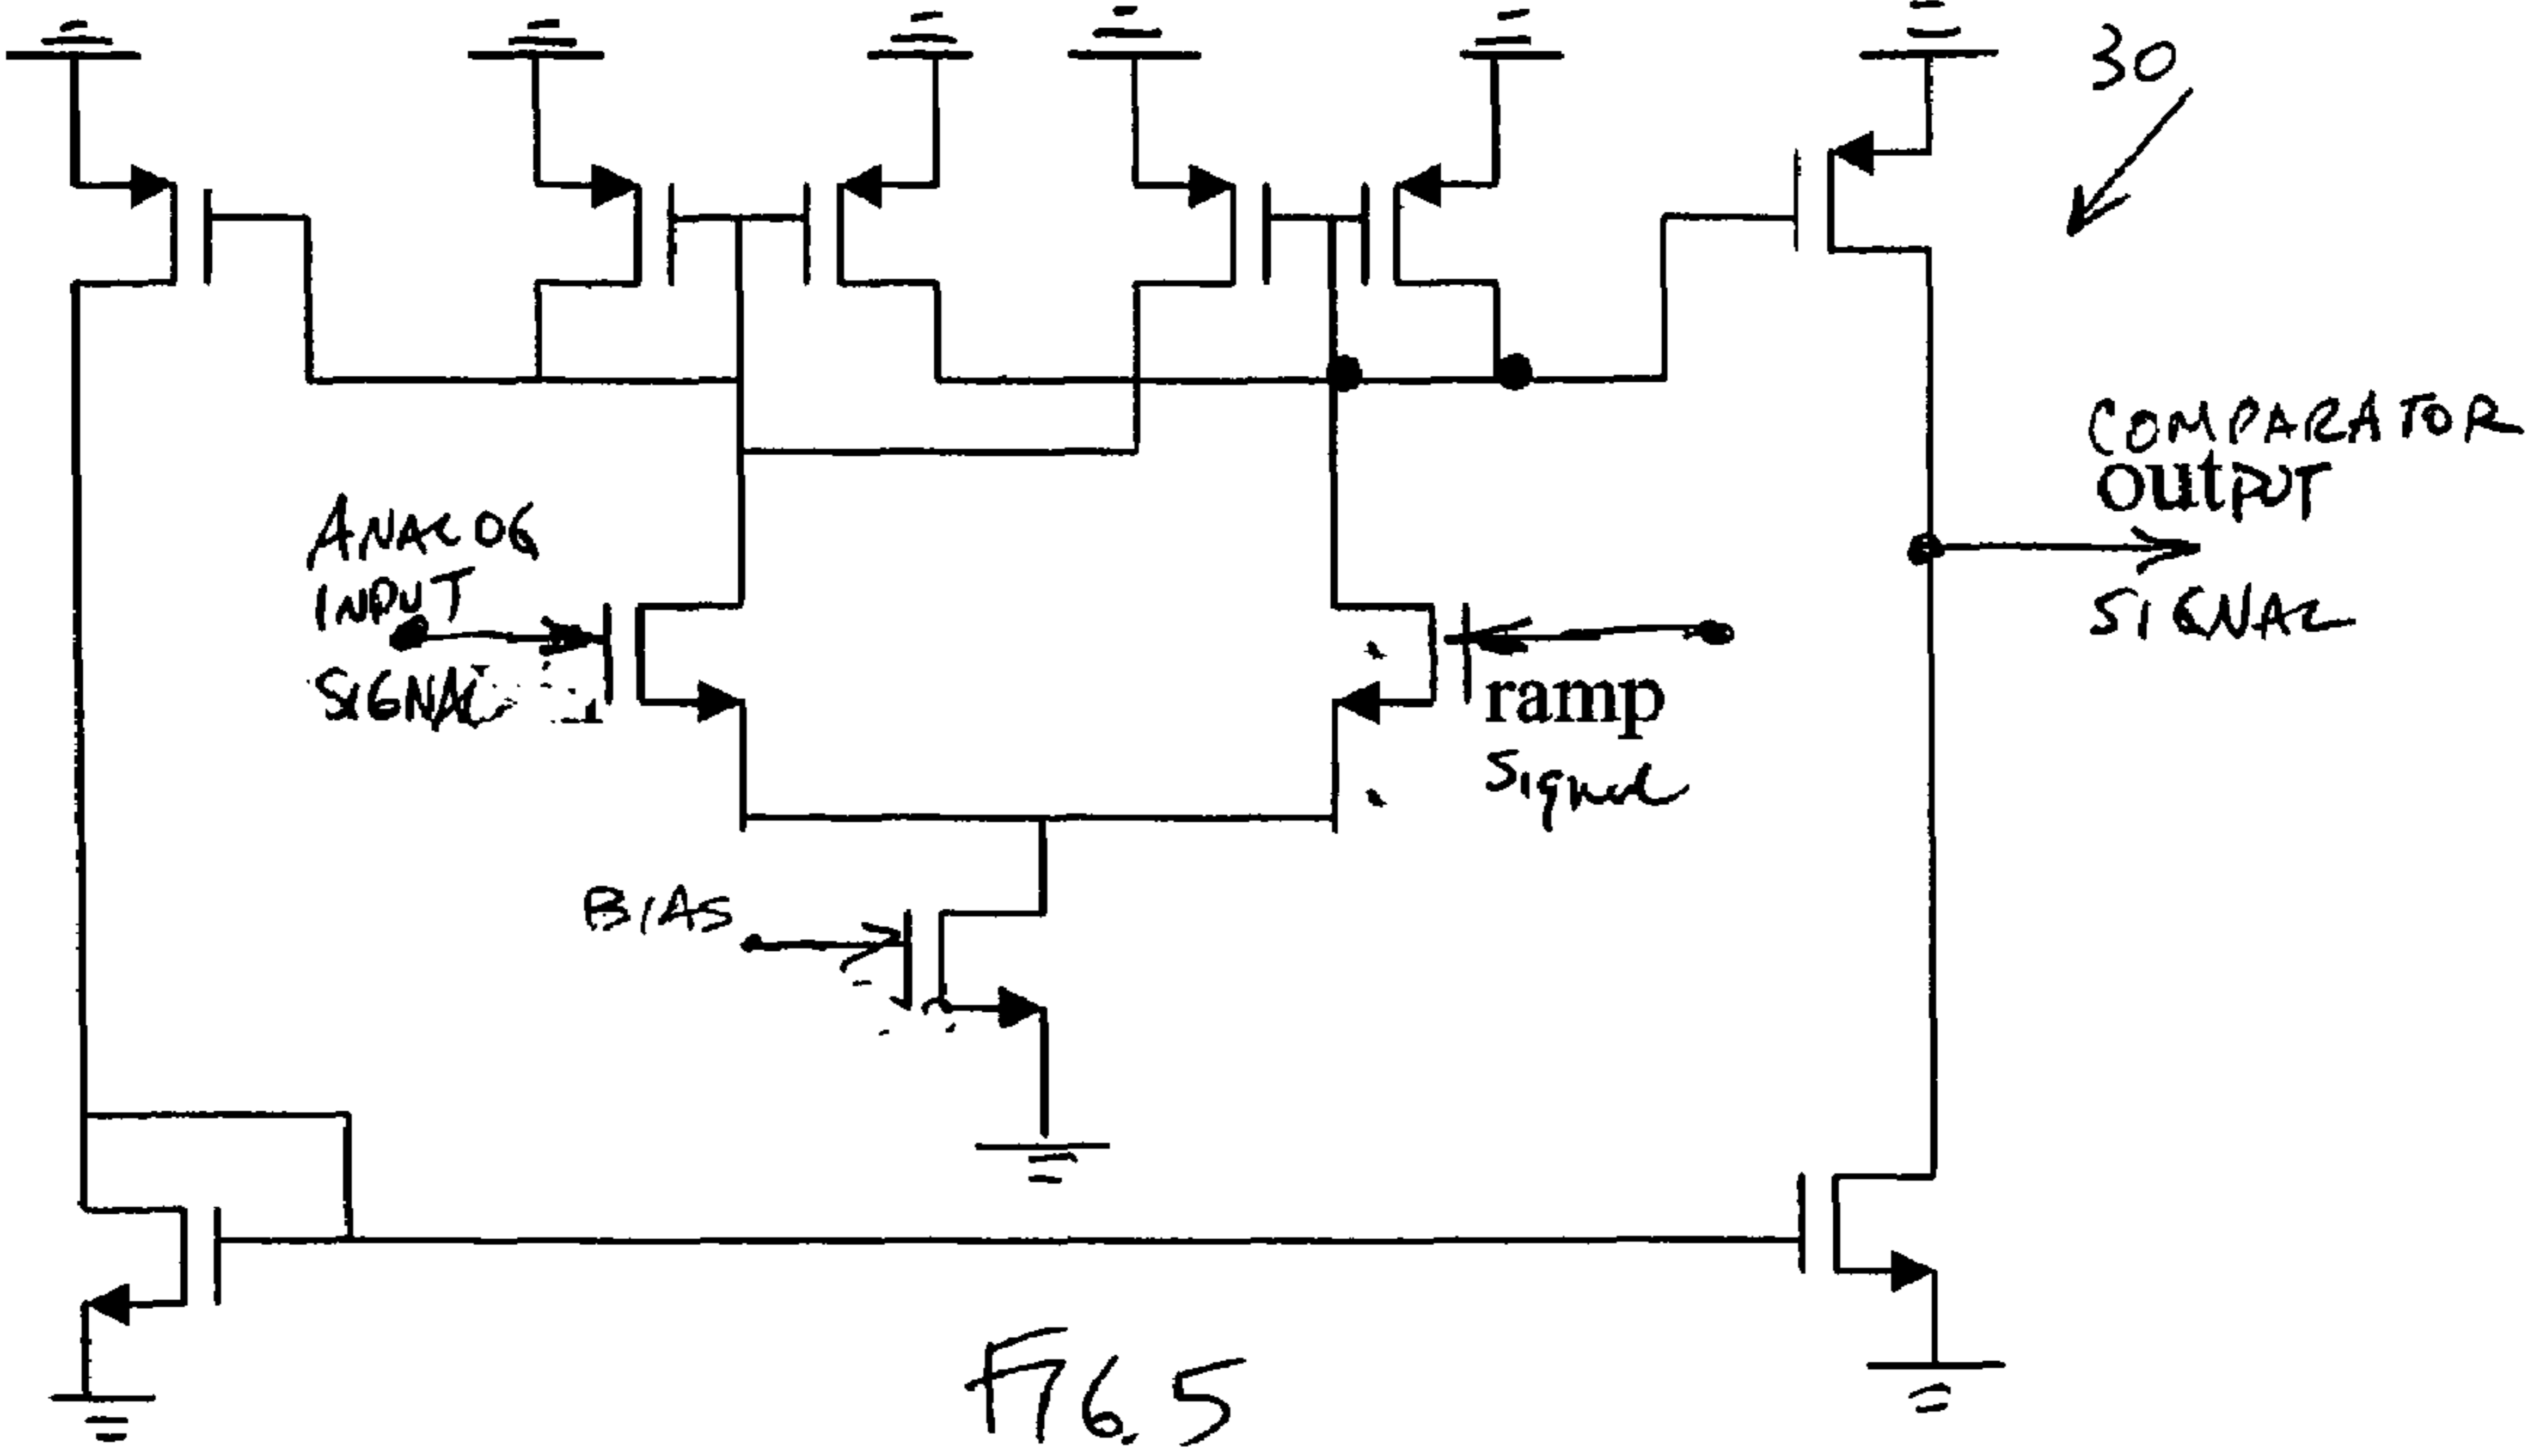 30
COMPARATOR
outPUT
SIGNAL
ANALOG
INPUT
SIGNAL
ramp
Signal
BIAS
FIG. 5